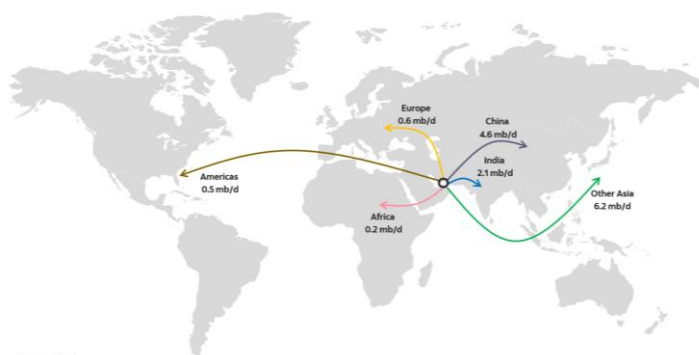 Europe
0.6 mb/d
China
4.6 mb/d
India
2.1 mb/d
Americas
0.5 mb/d
Other Asia
6.2 mb/d
Africa
0.2 mb/d